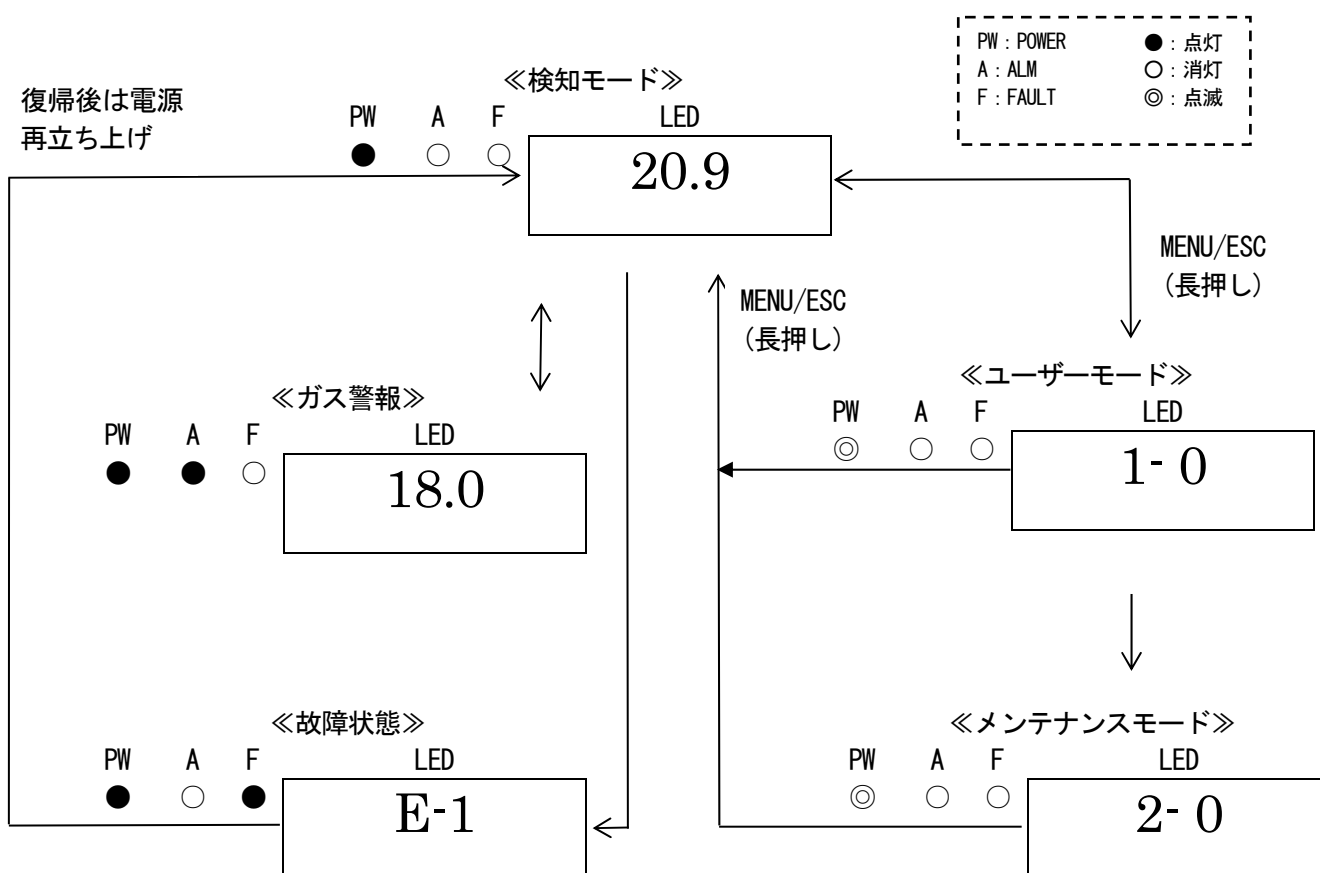 PW：POWER ●：点灯
A：ALM ○：消灯
F：FAULT ◎：点滅
復帰後は電源
再立ち上げ
≪検知モード≫
PW A F LED
● ○ ○ 20.9
MENU/ESC
（長押し）
MENU/ESC
（長押し）
≪ガス警報≫
PW A F LED
● ● ○ 18.0
≪ユーザーモード≫
PW A F LED
◎ ○ ○ 1- 0
≪故障状態≫
PW A F LED
● ○ ● E-1
≪メンテナンスモード≫
PW A F LED
◎ ○ ○ 2- 0